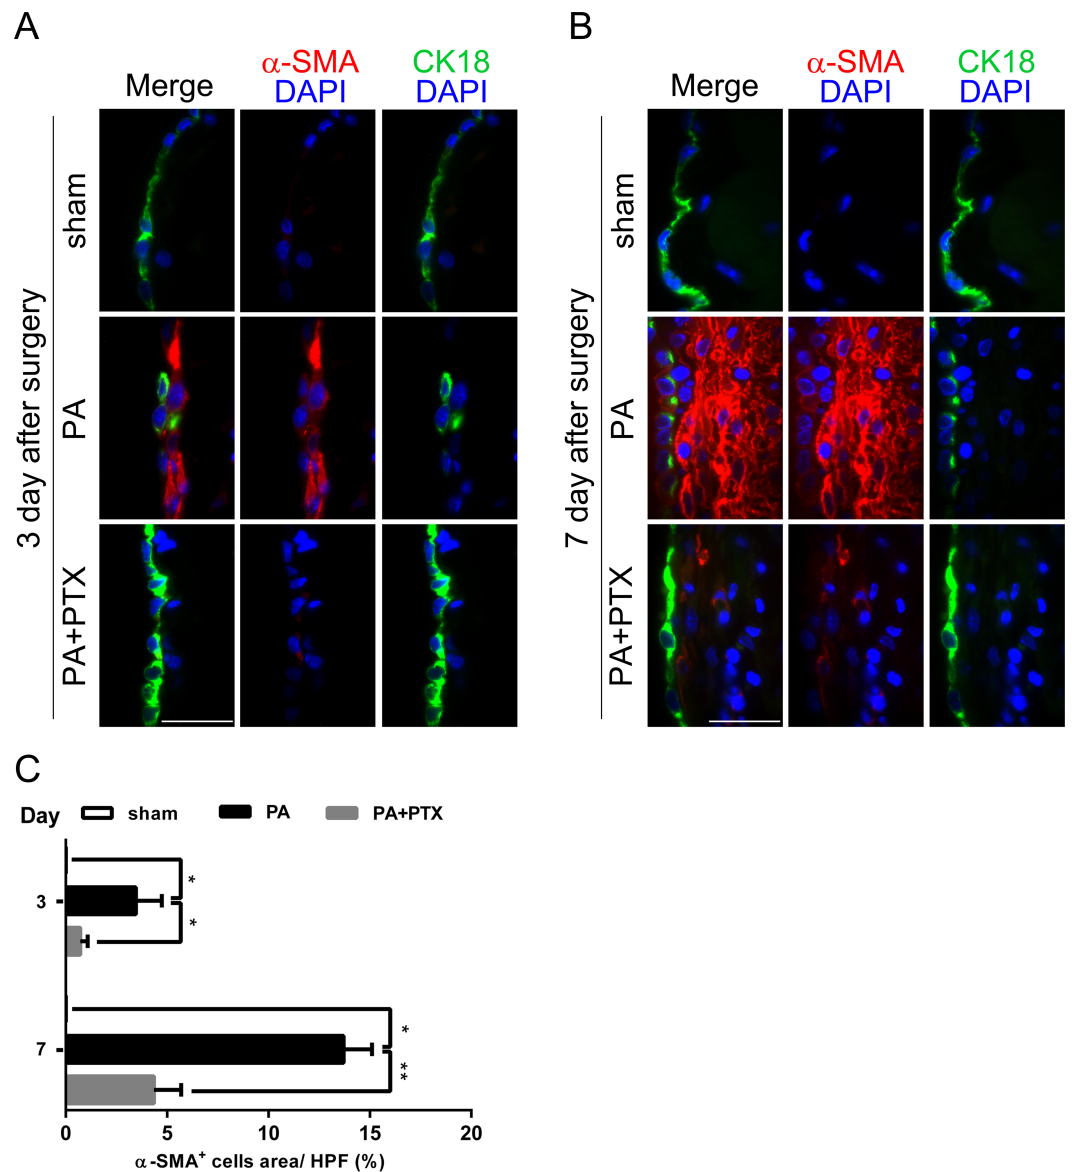 A
Merge
α-SMA
DAPI
CK18
DAPI
3 day after surgery
sham
PA
PA+PTX
B
Merge
α-SMA
DAPI
CK18
DAPI
7 day after surgery
sham
PA
PA+PTX
C
Day sham PA PA+PTX
3
*
*
7
*
**
0 5 10 15 20
α-SMA⁺ cells area/ HPF (%)